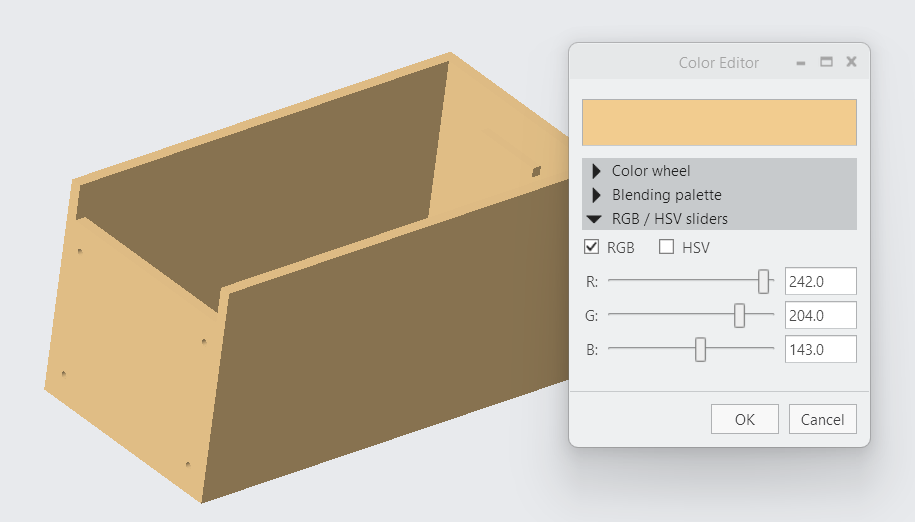 Color Editor
Color wheel
Blending palette
RGB / HSV sliders
RGB HSV
R: 242.0
G: 204.0
B: 143.0
OK Cancel